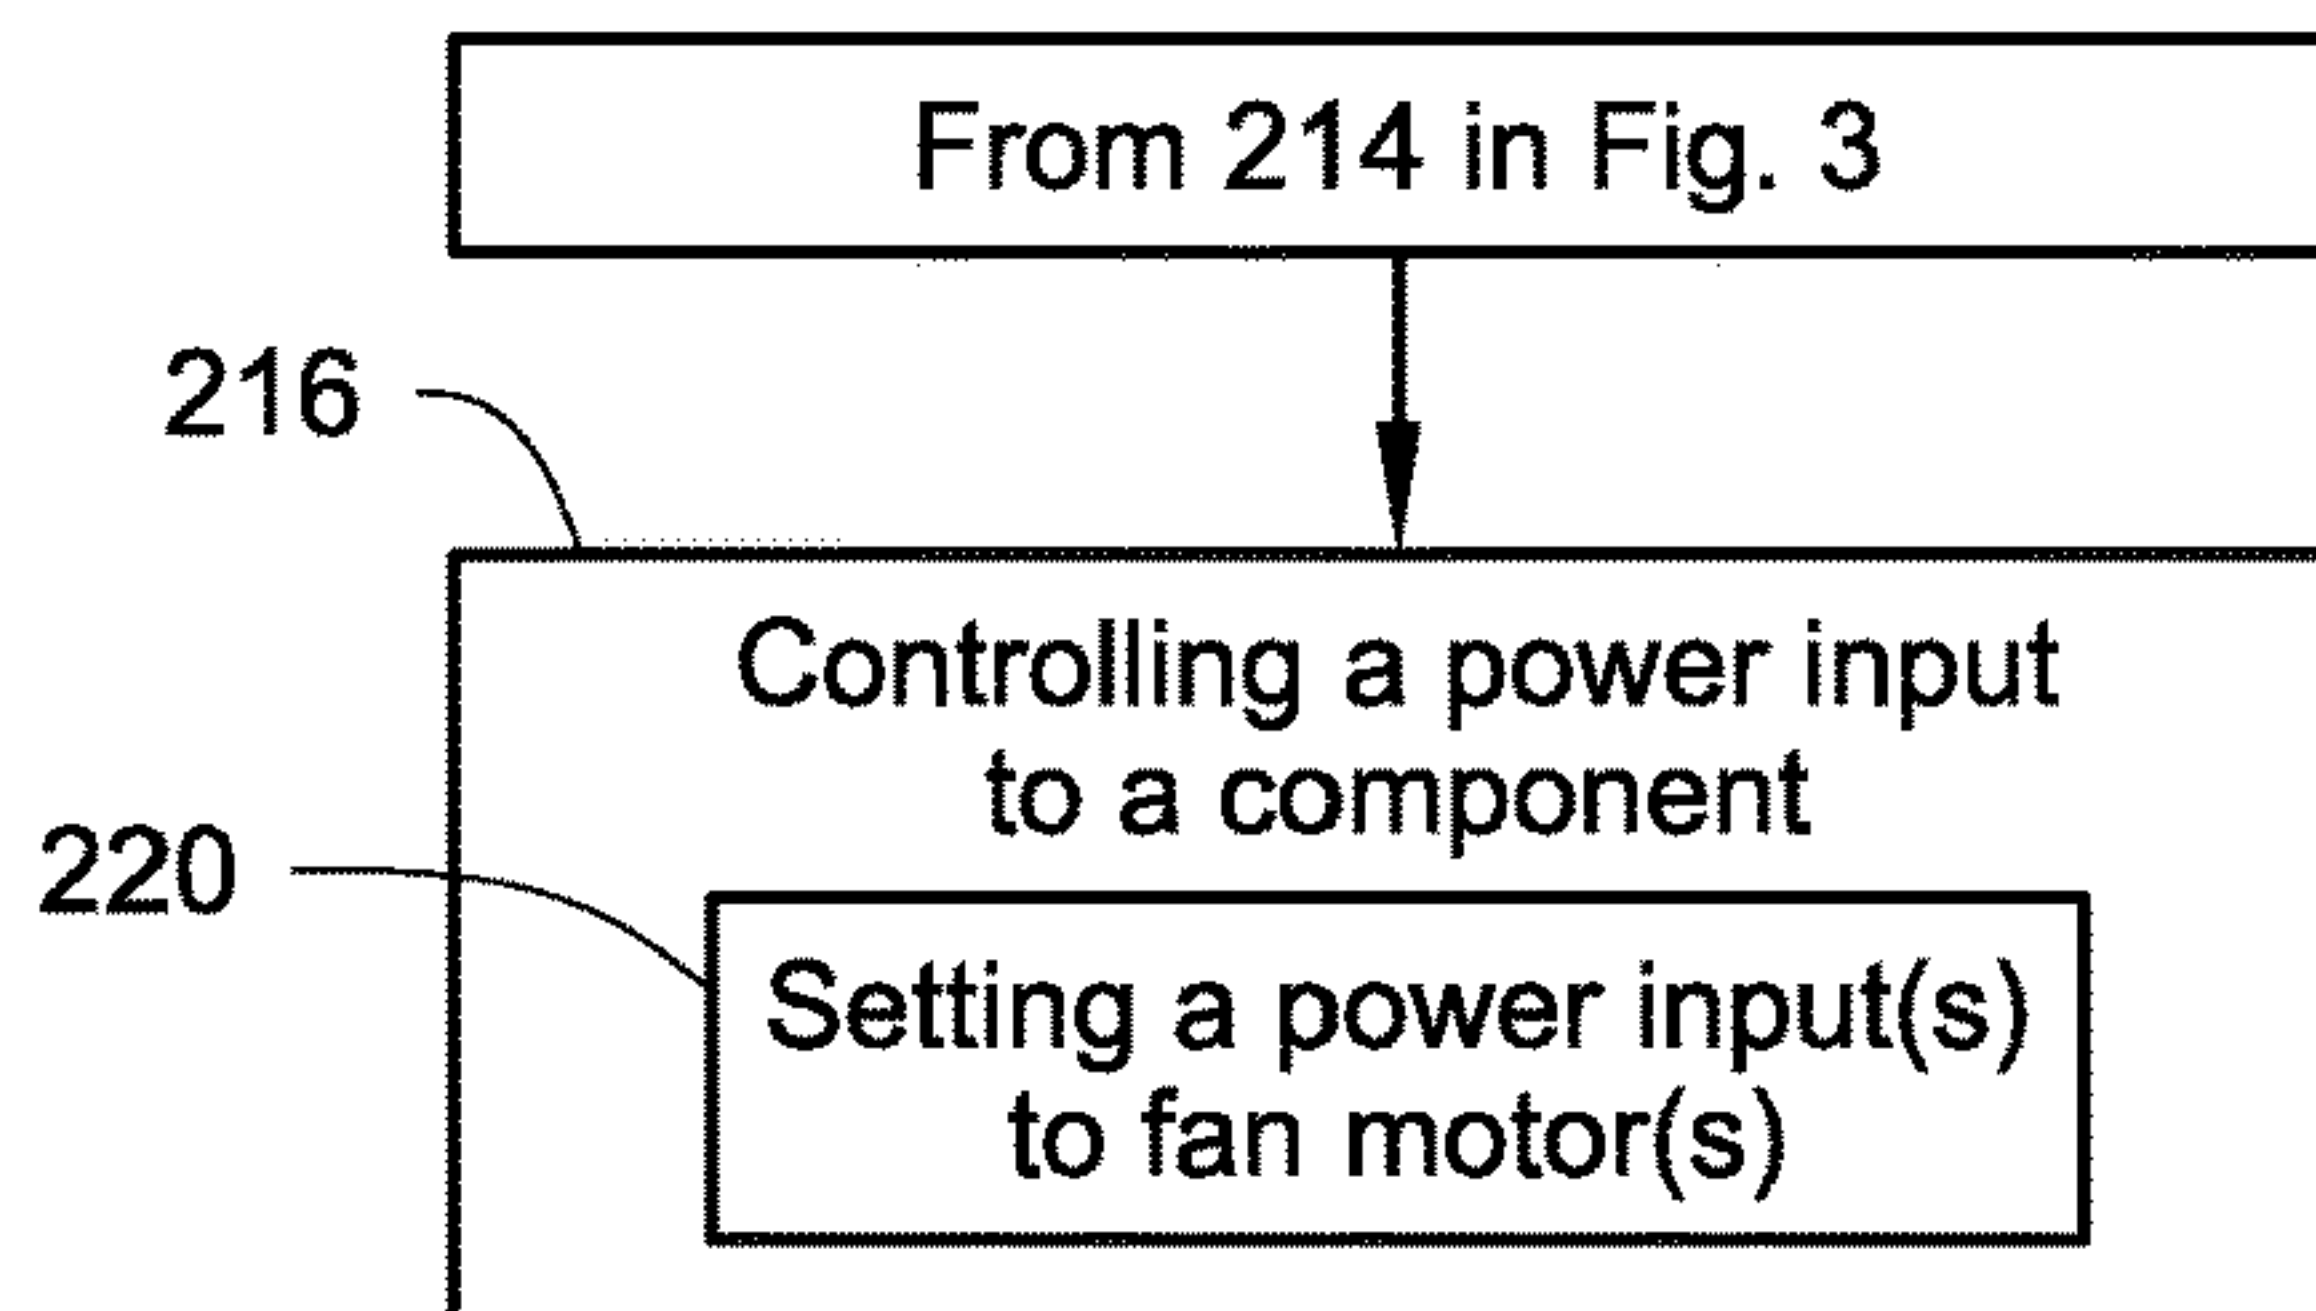 From 214 in Fig. 3
216
Controlling a power input
to a component
220
Setting a power input(s)
to fan motor(s)